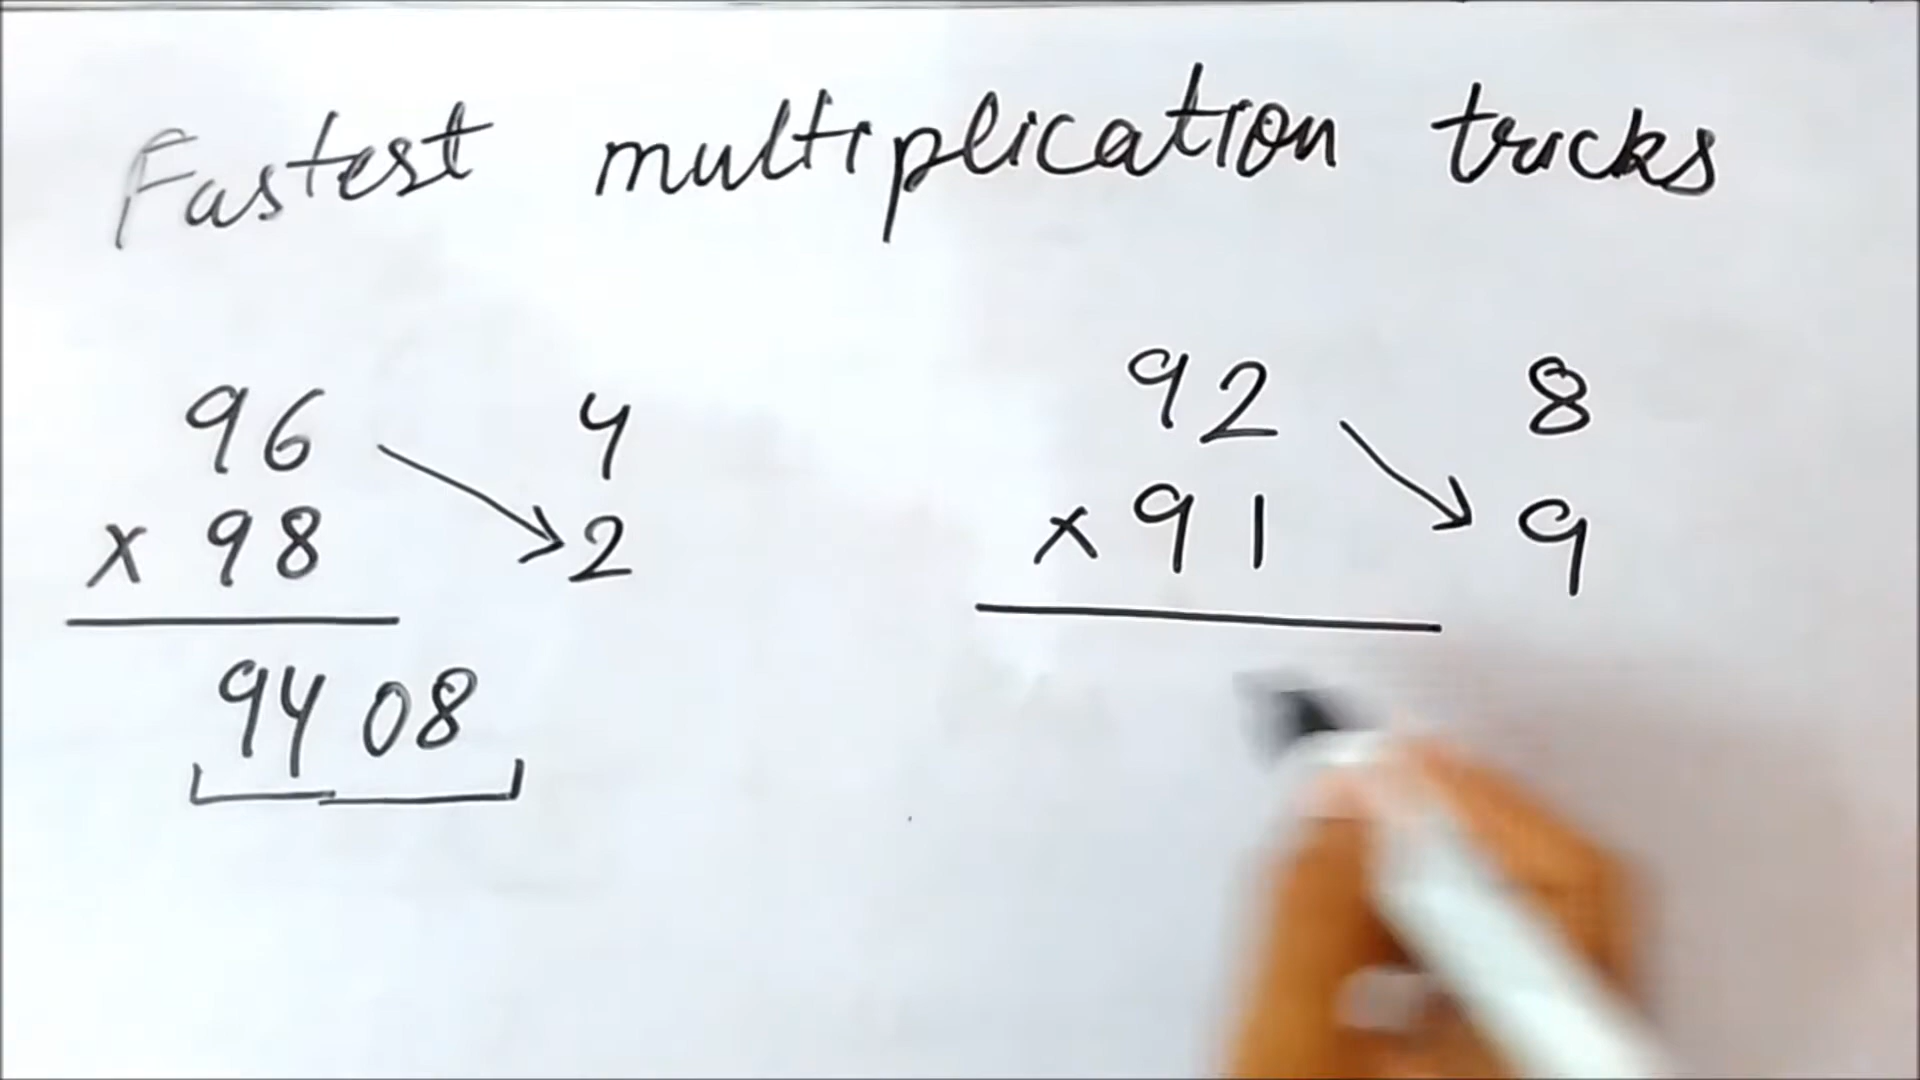 Fastest multiplication tricks
96 4
x 98 2
9408
92 8
x 91 9